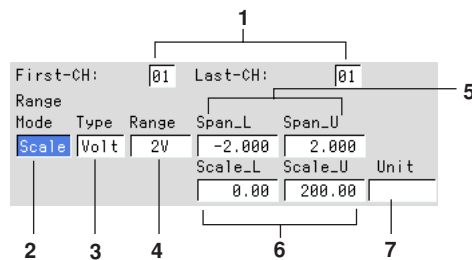 1
First-CH: 01 Last-CH: 01
5
Range
Mode Type Range Span_L Span_U
Scale Volt 2V -2.000 2.000
Scale_L Scale_U Unit
0.00 200.00
2 3 4 6 7